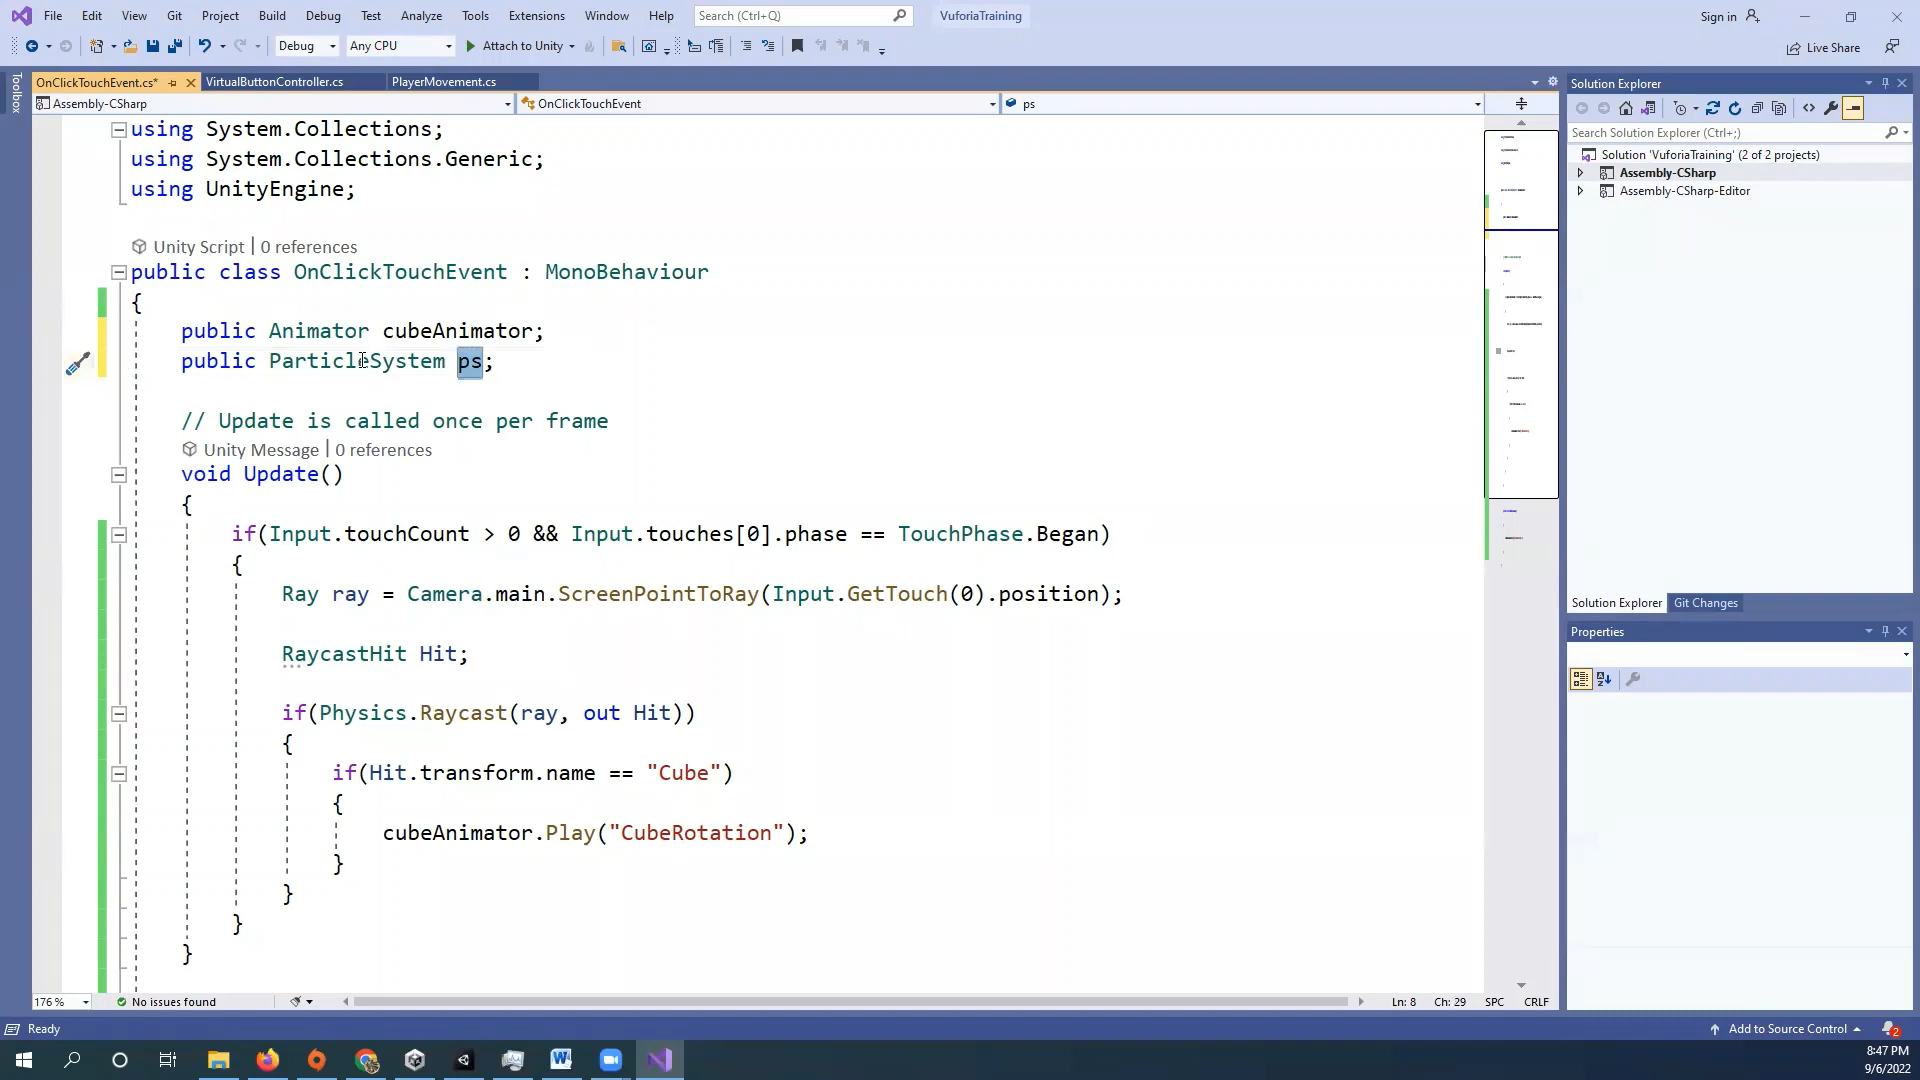 File Edit View Git Project Build Debug Test Analyze Tools Extensions Window Help Search (Ctrl+Q) VuforiaTraining Sign in
Debug Any CPU Attach to Unity Live Share
Toolbox
OnClickTouchEvent.cs* VirtualButtonController.cs PlayerMovement.cs
Assembly-CSharp OnClickTouchEvent ps
using System.Collections;
using System.Collections.Generic;
using UnityEngine;
Unity Script | 0 references
public class OnClickTouchEvent : MonoBehaviour
{
public Animator cubeAnimator;
public ParticleSystem ps;
// Update is called once per frame
Unity Message | 0 references
void Update()
{
if(Input.touchCount > 0 && Input.touches[0].phase == TouchPhase.Began)
{
Ray ray = Camera.main.ScreenPointToRay(Input.GetTouch(0).position);
RaycastHit Hit;
if(Physics.Raycast(ray, out Hit))
{
if(Hit.transform.name == "Cube")
{
cubeAnimator.Play("CubeRotation");
}
}
}
}
176 % No issues found Ln: 8 Ch: 29 SPC CRLF
Solution Explorer
Search Solution Explorer (Ctrl+;)
Solution 'VuforiaTraining' (2 of 2 projects)
Assembly-CSharp
Assembly-CSharp-Editor
Solution Explorer Git Changes
Properties
Ready Add to Source Control 2
8:47 PM
9/6/2022